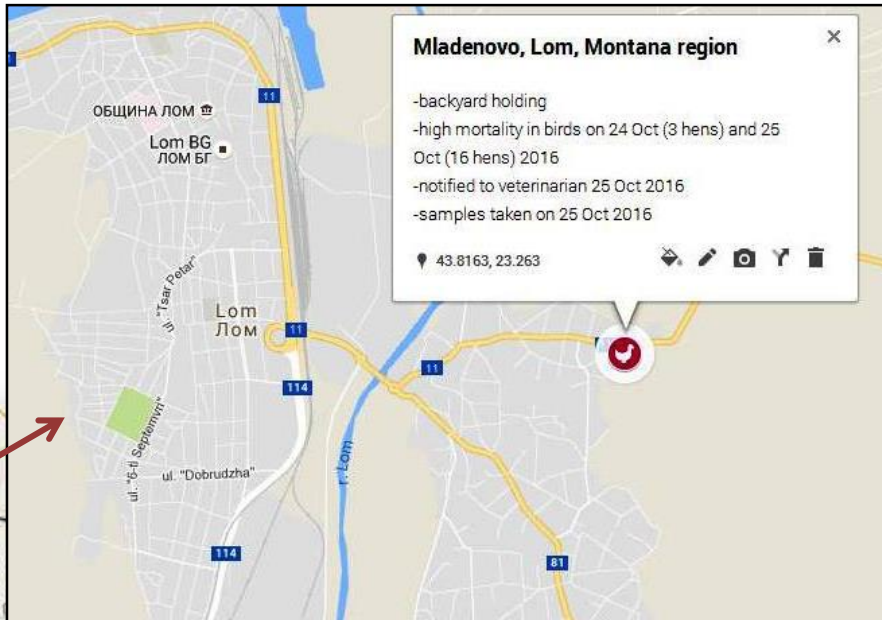 Mladenovo, Lom, Montana region
-backyard holding
-high mortality in birds on 24 Oct (3 hens) and 25
Oct (16 hens) 2016
-notified to veterinarian 25 Oct 2016
-samples taken on 25 Oct 2016
43.8163, 23.263
11
ОБЩИНА ЛОМ
Lom BG
ЛОМ БГ
ul. "Tsar Petar"
Lom
Лом
11
11
114
ul. "6-ti Septemvri"
ul. "Dobrudzha"
r. Lom
114
81